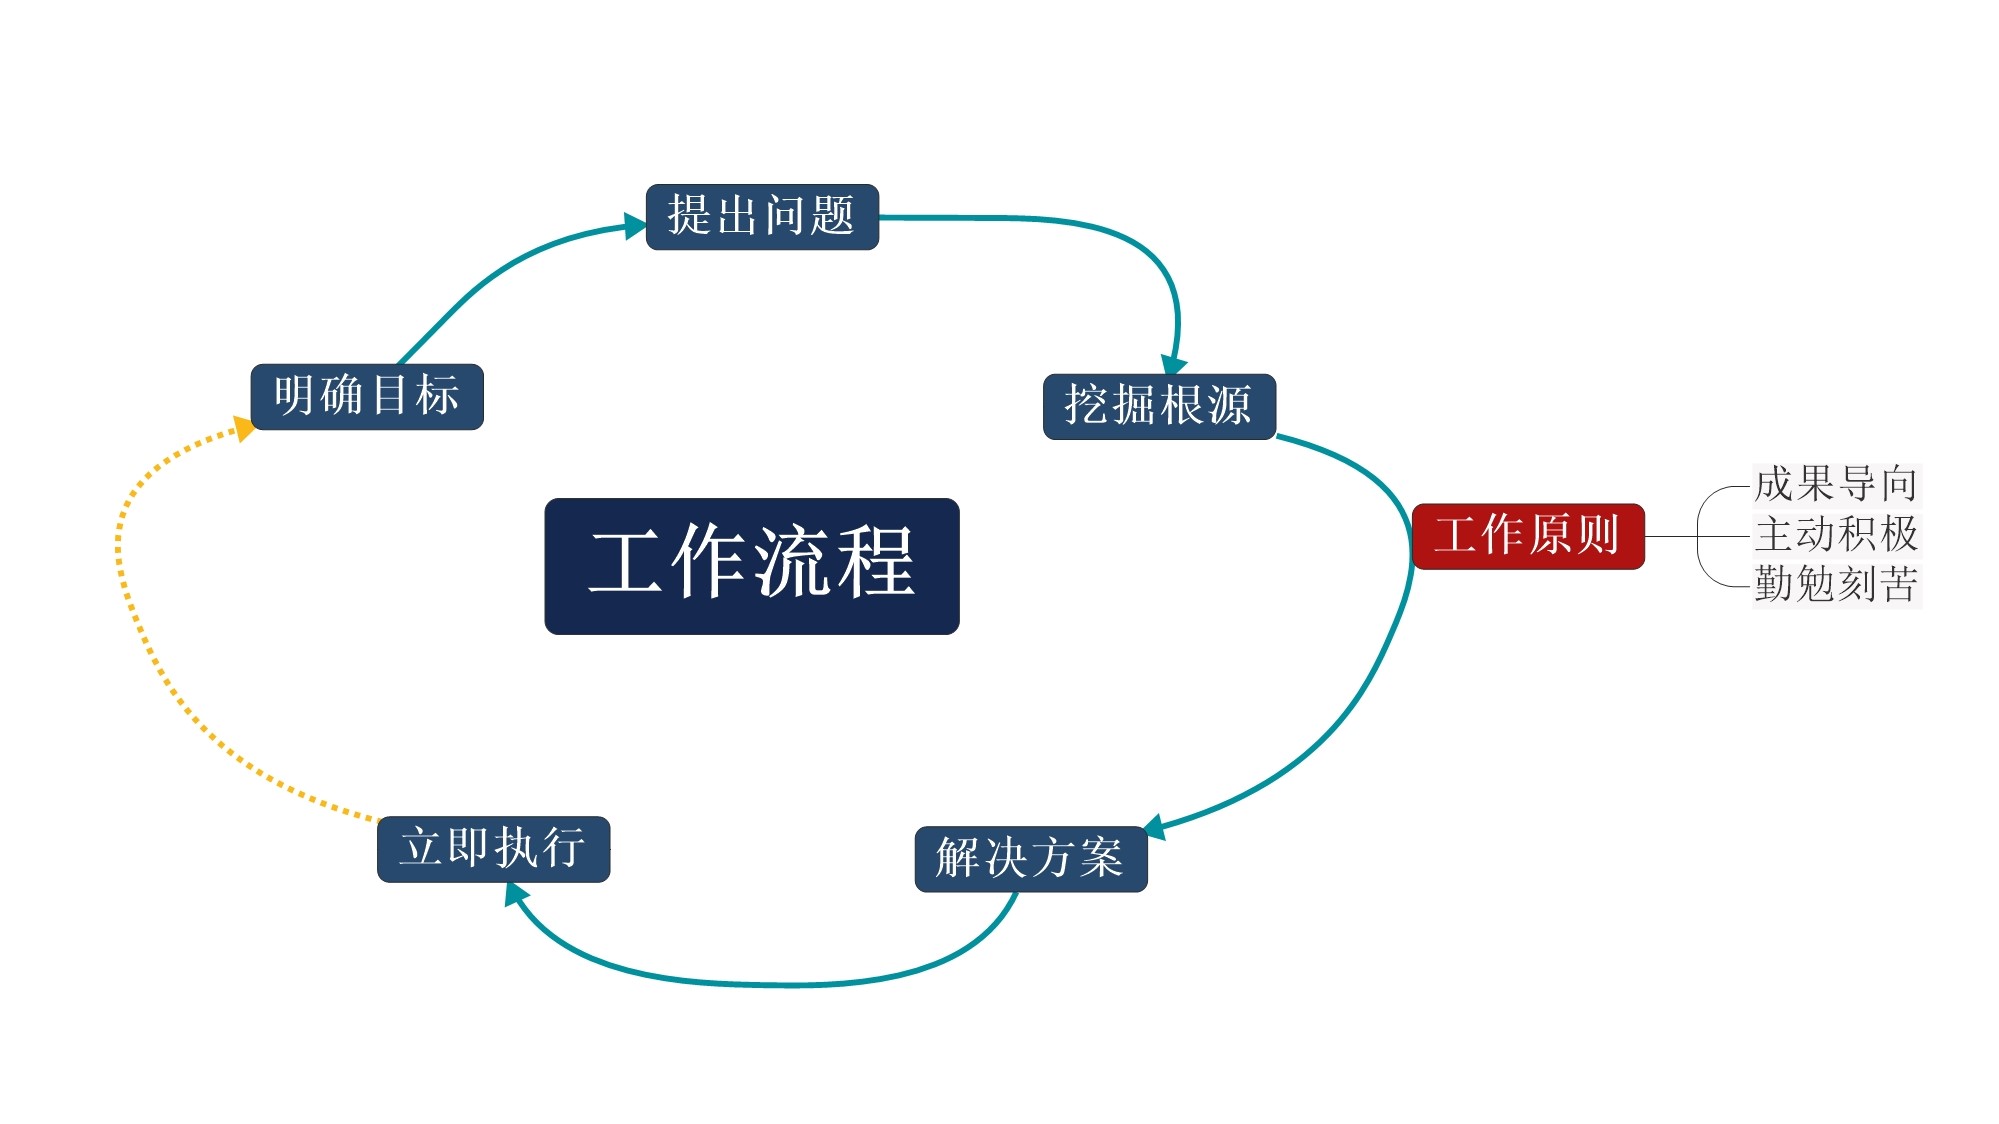 提出问题
明确目标
挖掘根源
工作流程
工作原则
成果导向
主动积极
勤勉刻苦
立即执行
解决方案